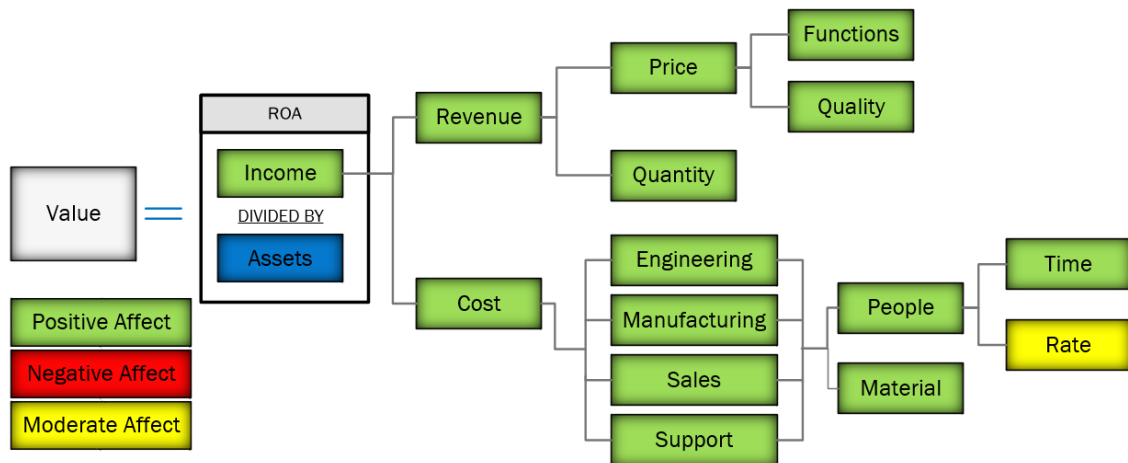 Functions
Price
Quality
ROA
Revenue
Income
Quantity
Value
DIVIDED BY
Assets
Engineering
Time
Cost
People
Positive Affect
Manufacturing
Rate
Negative Affect
Sales
Material
Moderate Affect
Support